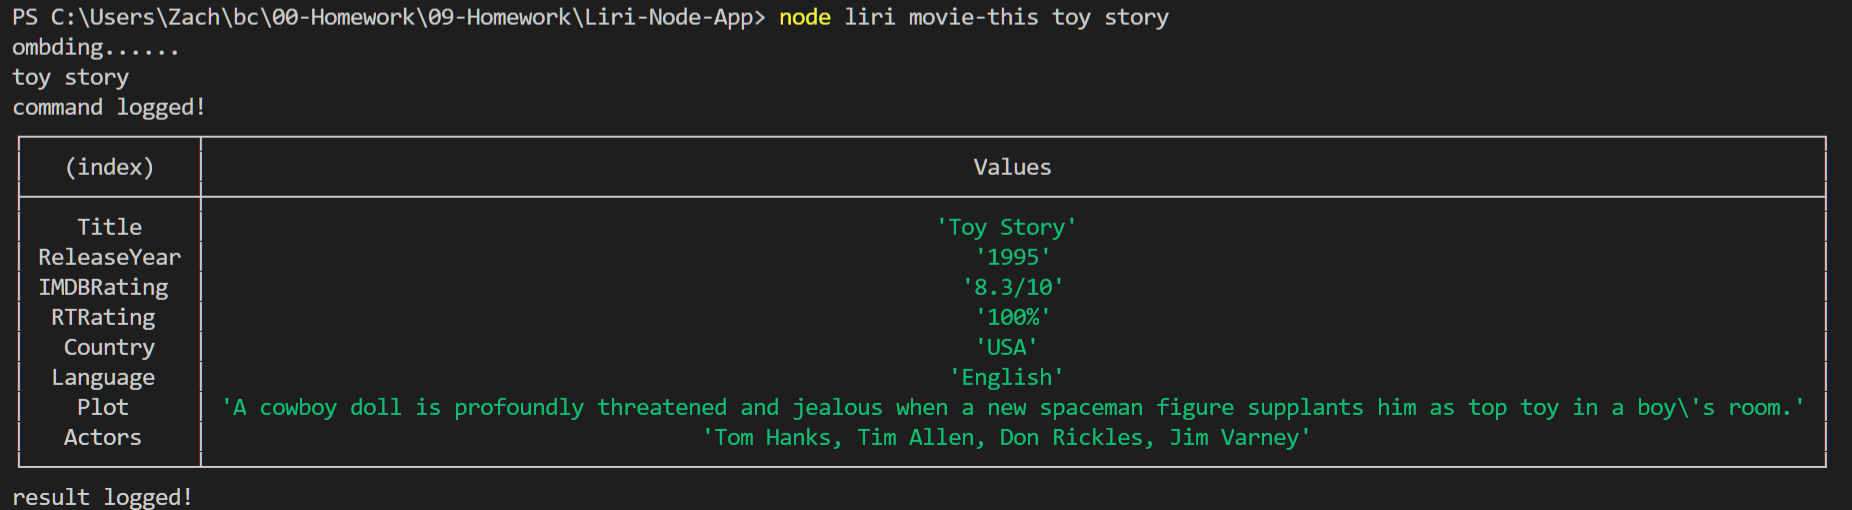 PS C:\Users\Zach\bc\00-Homework\09-Homework\Liri-Node-App> node liri movie-this toy story
ombding......
toy story
command logged!
(index) Values
Title 'Toy Story'
ReleaseYear '1995'
IMDBRating '8.3/10'
RTRating '100%'
Country 'USA'
Language 'English'
Plot 'A cowboy doll is profoundly threatened and jealous when a new spaceman figure supplants him as top toy in a boy\'s room.'
Actors 'Tom Hanks, Tim Allen, Don Rickles, Jim Varney'
result logged!